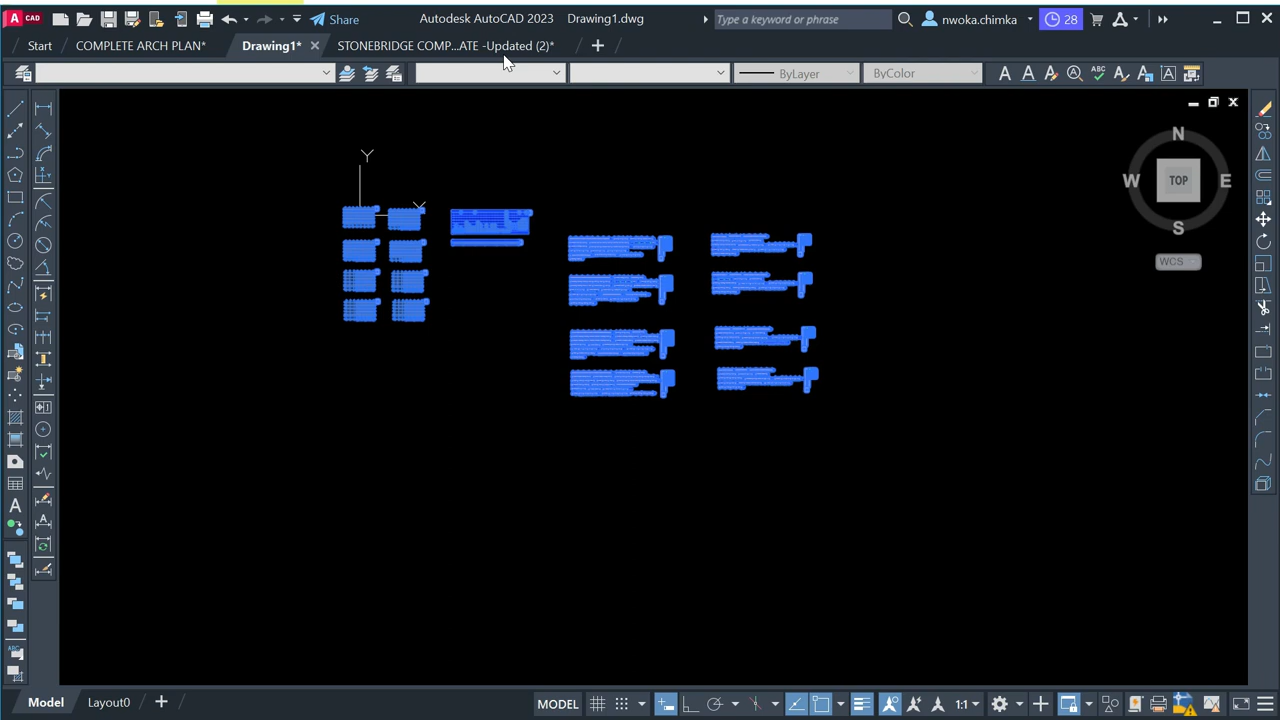 Share
Autodesk AutoCAD 2023 Drawing1.dwg
Type a keyword or phrase
nwoka.chimka
28
Start
COMPLETE ARCH PLAN*
Drawing1*
STONEBRIDGE COMP...ATE -Updated (2)*
ByLayer
ByColor
Y
N
W
TOP
E
S
WCS
Model
Layout0
MODEL
1:1